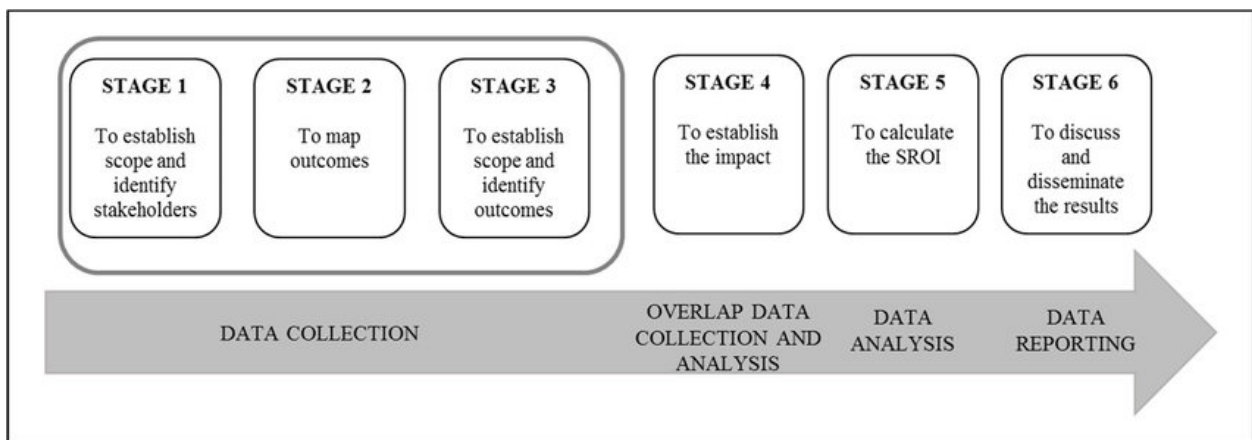 STAGE 1
To establish
scope and
identify
stakeholders
STAGE 2
To map
outcomes
STAGE 3
To establish
scope and
identify
outcomes
STAGE 4
To establish
the impact
STAGE 5
To calculate
the SROI
STAGE 6
To discuss
and
disseminate
the results
DATA COLLECTION
OVERLAP DATA
COLLECTION AND
ANALYSIS
DATA
ANALYSIS
DATA
REPORTING